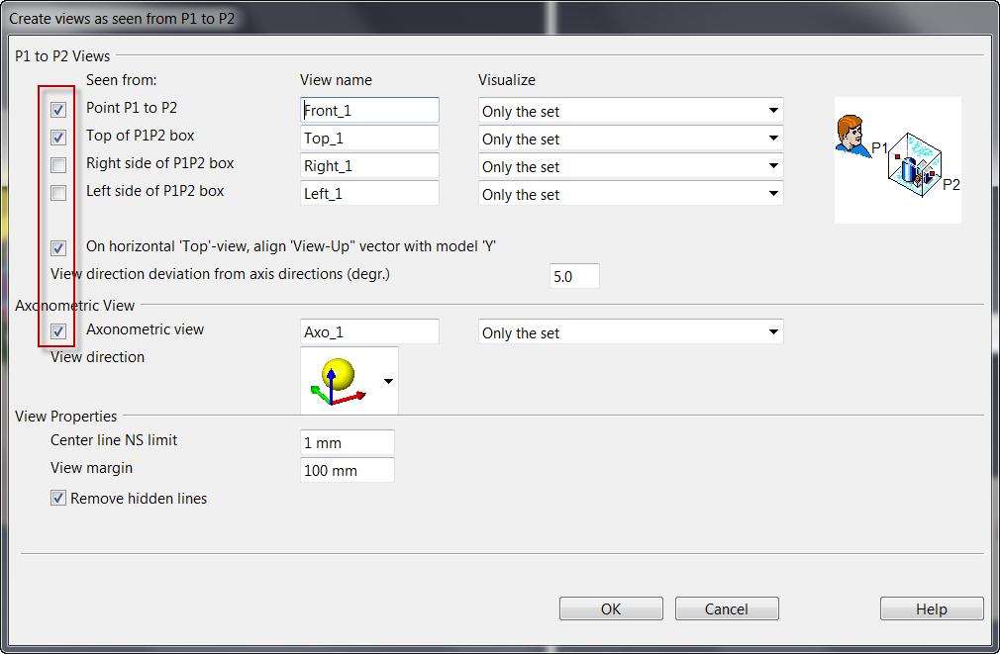 Create views as seen from P1 to P2
P1 to P2 Views
Seen from: View name Visualize
Point P1 to P2 Front_1 Only the set
Top of P1P2 box Top_1 Only the set
Right side of P1P2 box Right_1 Only the set
Left side of P1P2 box Left_1 Only the set
P1
P2
On horizontal 'Top'-view, align 'View-Up" vector with model 'Y'
View direction deviation from axis directions (degr.) 5.0
Axonometric View
Axonometric view Axo_1 Only the set
View direction
View Properties
Center line NS limit 1 mm
View margin 100 mm
Remove hidden lines
OK Cancel Help